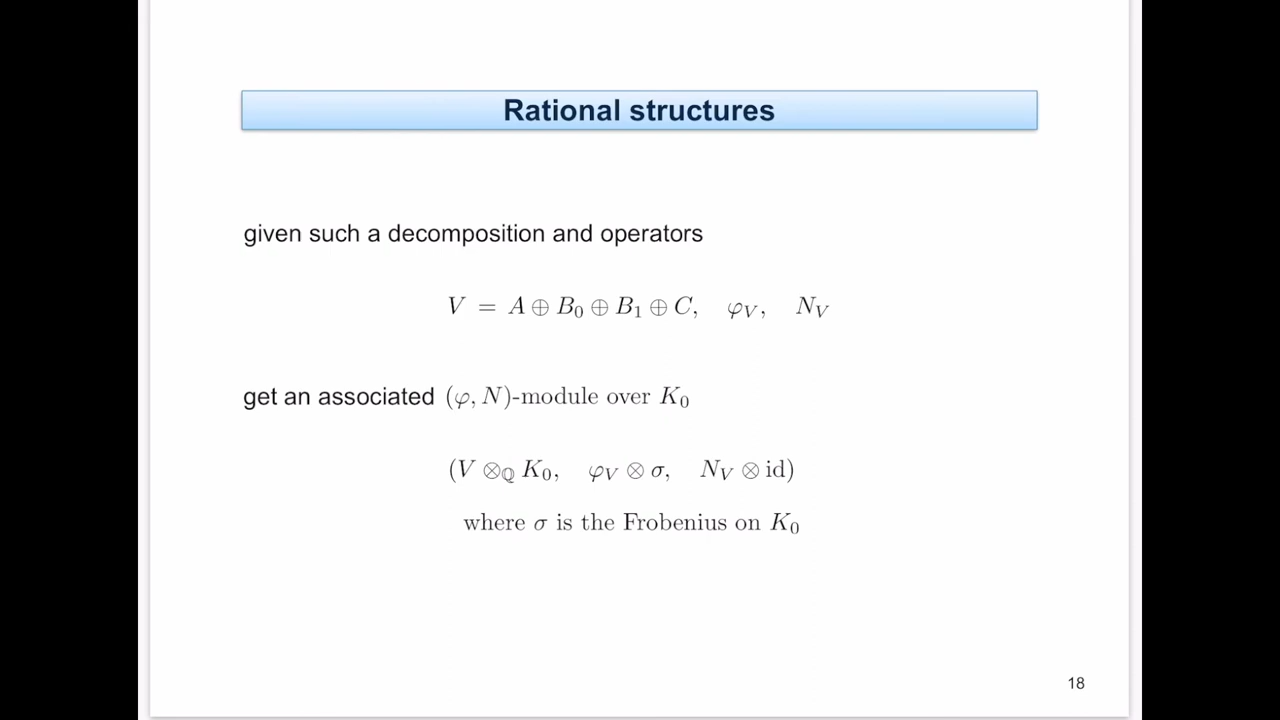 Rational structures
given such a decomposition and operators
V = A ⊕ B₀ ⊕ B₁ ⊕ C, φ_V, N_V
get an associated (φ, N)-module over K₀
(V ⊗_ℚ K₀, φ_V ⊗ σ, N_V ⊗ id)
where σ is the Frobenius on K₀
18